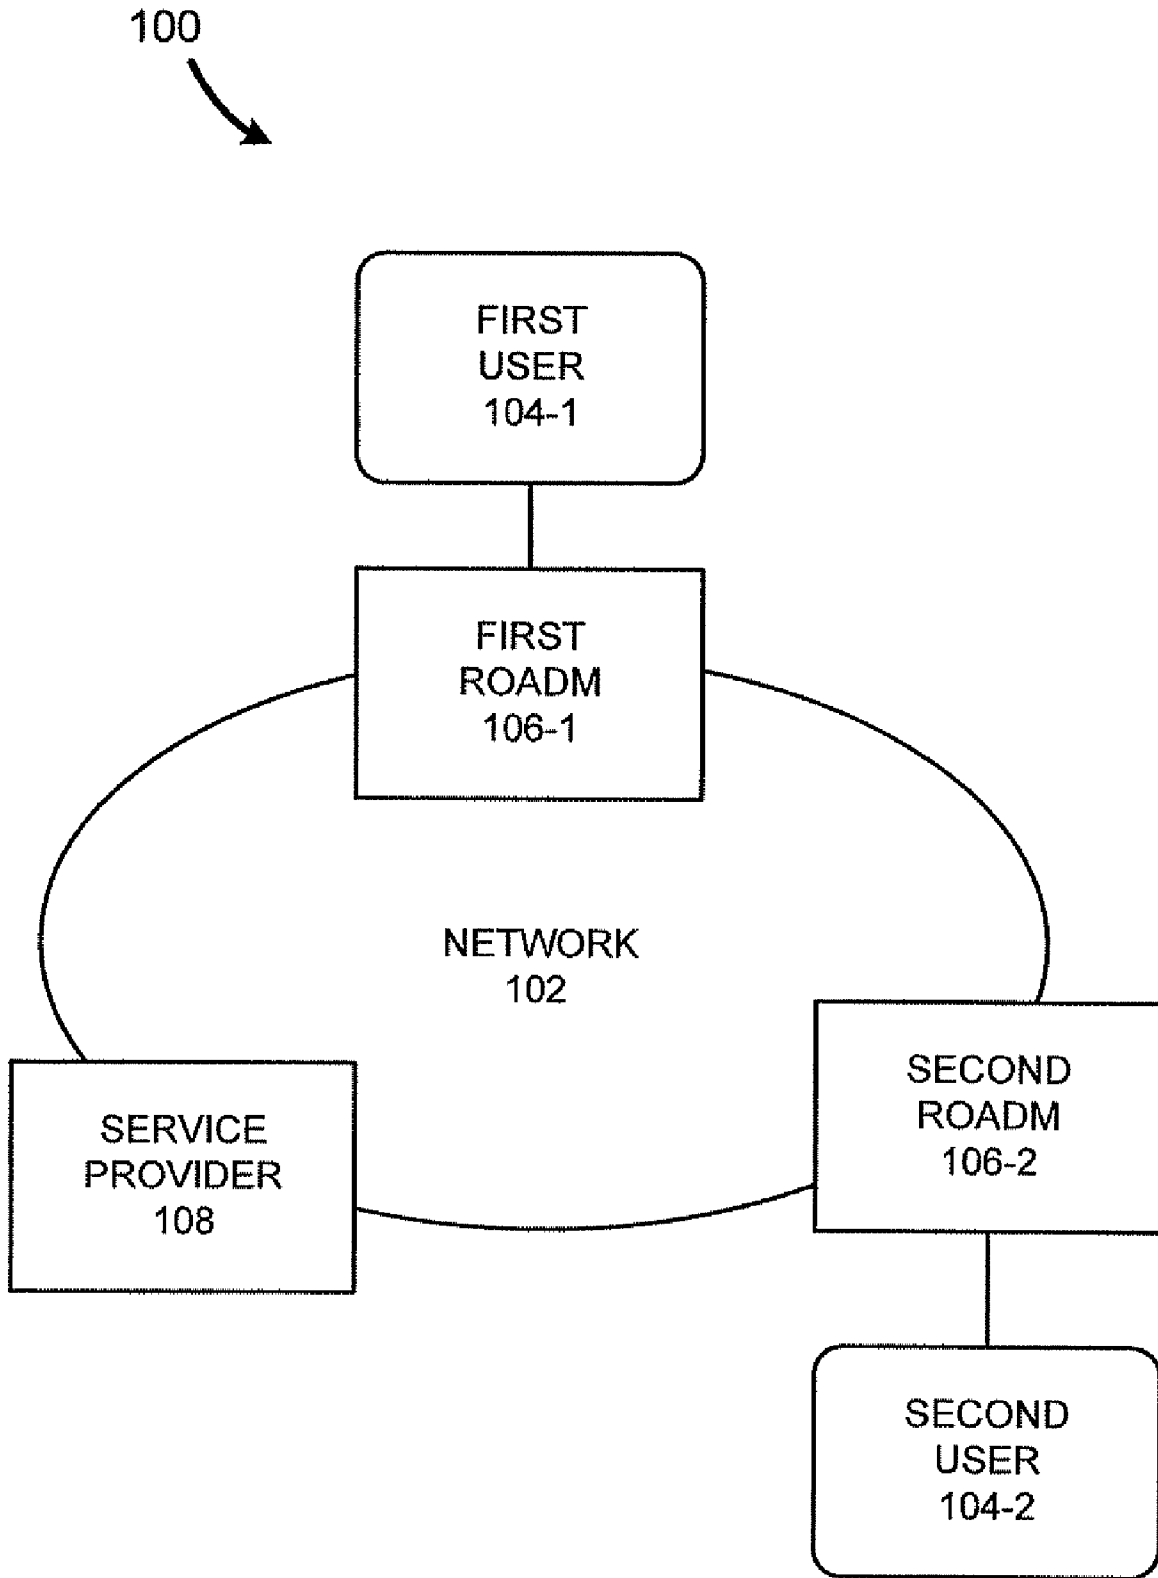 100
FIRST
USER
104-1
FIRST
ROADM
106-1
NETWORK
102
SERVICE
PROVIDER
108
SECOND
ROADM
106-2
SECOND
USER
104-2